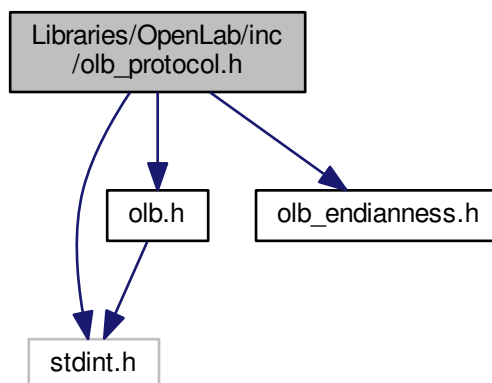 Libraries/OpenLab/inc
/olb_protocol.h
olb.h
olb_endianness.h
stdint.h